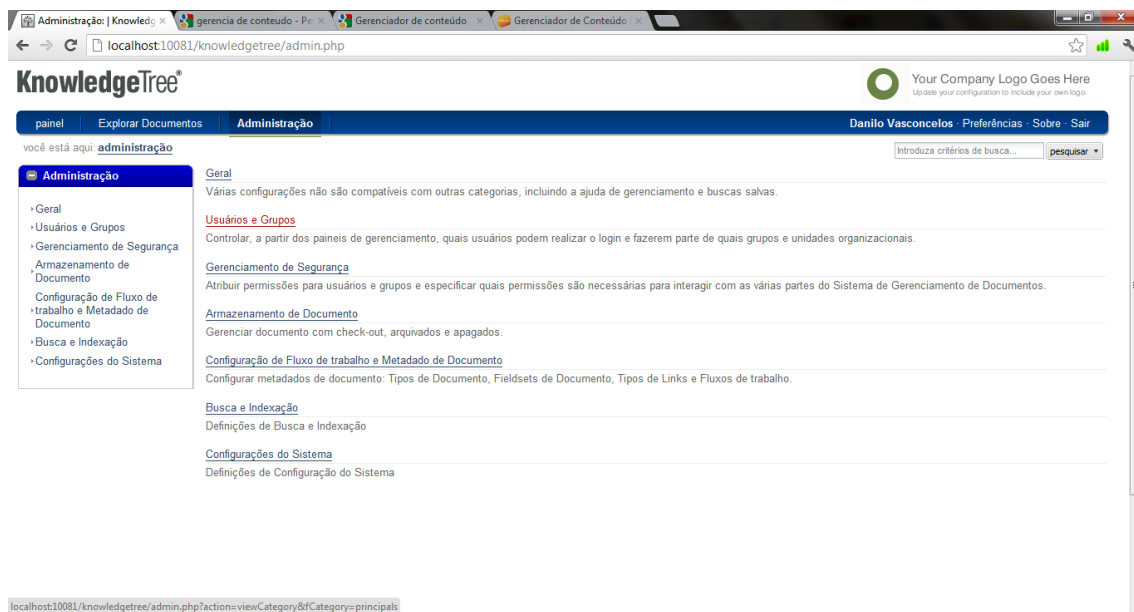 Administração: | Knowledg
gerencia de conteudo - Pe
Gerenciador de conteúdo
Gerenciador de Conteúdo
localhost:10081/knowledgetree/admin.php
KnowledgeTree®
Your Company Logo Goes Here
Update your configuration to include your own logo.
painel Explorar Documentos Administração Danilo Vasconcelos · Preferências · Sobre · Sair
você está aqui: administração
Introduza critérios de busca... pesquisar
Administração
Geral
Usuários e Grupos
Gerenciamento de Segurança
Armazenamento de
Documento
Configuração de Fluxo de
trabalho e Metadado de
Documento
Busca e Indexação
Configurações do Sistema
Geral
Várias configurações não são compatíveis com outras categorias, incluindo a ajuda de gerenciamento e buscas salvas.
Usuários e Grupos
Controlar, a partir dos paineis de gerenciamento, quais usuários podem realizar o login e fazerem parte de quais grupos e unidades organizacionais.
Gerenciamento de Segurança
Atribuir permissões para usuários e grupos e especificar quais permissões são necessárias para interagir com as várias partes do Sistema de Gerenciamento de Documentos.
Armazenamento de Documento
Gerenciar documento com check-out, arquivados e apagados.
Configuração de Fluxo de trabalho e Metadado de Documento
Configurar metadados de documento: Tipos de Documento, Fieldsets de Documento, Tipos de Links e Fluxos de trabalho.
Busca e Indexação
Definições de Busca e Indexação
Configurações do Sistema
Definições de Configuração do Sistema
localhost:10081/knowledgetree/admin.php?action=viewCategory&fCategory=principals